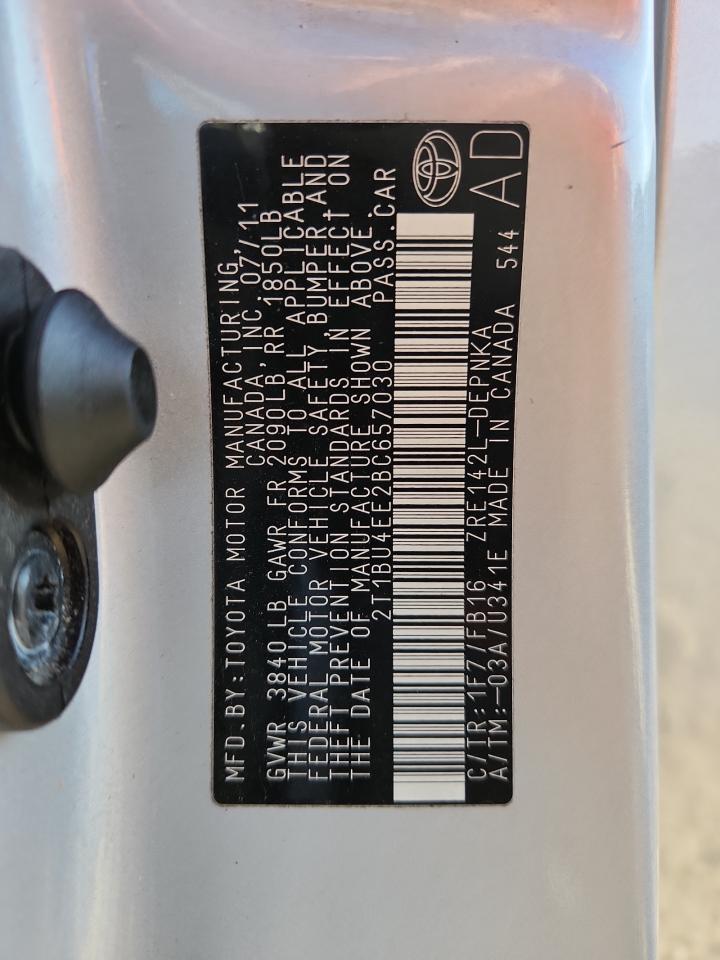 MFD.BY:TOYOTA MOTOR MANUFACTURING,
CANADA,INC.07/11
GVWR 3840 LB GAWR FR 2090LB RR 1850LB
THIS VEHICLE CONFORMS TO ALL APPLICABLE
FEDERAL MOTOR VEHICLE SAFETY,BUMPER,AND
THEFT PREVENTION STANDARDS IN EFFECT ON
THE DATE OF MANUFACTURE SHOWN ABOVE.
2T1BU4EE2BC657030 PASS.CAR
C/TR:1F7/FB16 ZRE142L-DEPNKA
A/TM:-03A/U341E MADE IN CANADA 544 AD